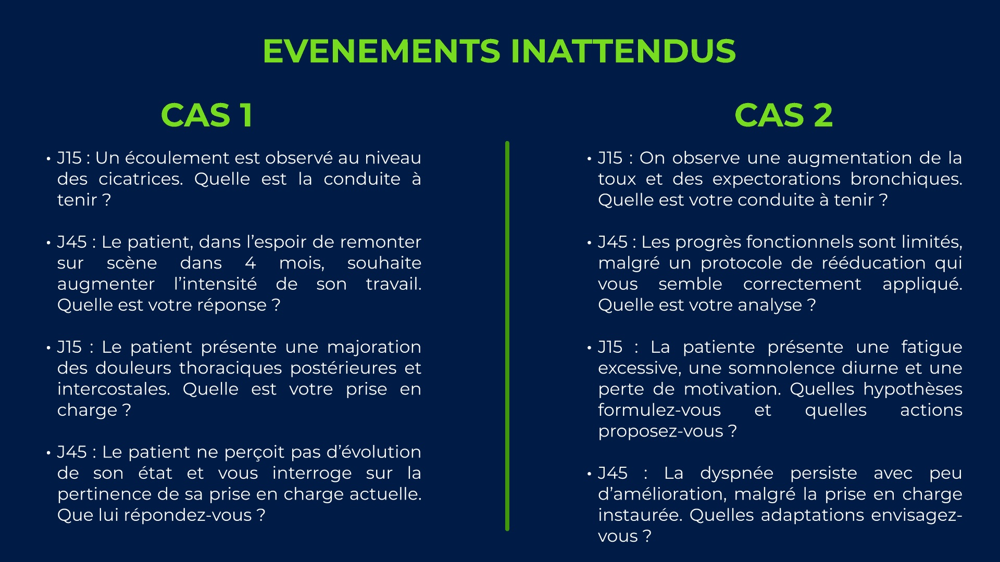 EVENEMENTS INATTENDUS
CAS 1
• J15 : Un écoulement est observé au niveau
des cicatrices. Quelle est la conduite à
tenir ?
• J45 : Le patient, dans l’espoir de remonter
sur scène dans 4 mois, souhaite
augmenter l’intensité de son travail.
Quelle est votre réponse ?
• J15 : Le patient présente une majoration
des douleurs thoraciques postérieures et
intercostales. Quelle est votre prise en
charge ?
• J45 : Le patient ne perçoit pas d’évolution
de son état et vous interroge sur la
pertinence de sa prise en charge actuelle.
Que lui répondez-vous ?
CAS 2
• J15 : On observe une augmentation de la
toux et des expectorations bronchiques.
Quelle est votre conduite à tenir ?
• J45 : Les progrès fonctionnels sont limités,
malgré un protocole de rééducation qui
vous semble correctement appliqué.
Quelle est votre analyse ?
• J15 : La patiente présente une fatigue
excessive, une somnolence diurne et une
perte de motivation. Quelles hypothèses
formulez-vous et quelles actions
proposez-vous ?
• J45 : La dyspnée persiste avec peu
d’amélioration, malgré la prise en charge
instaurée. Quelles adaptations envisagez-
vous ?